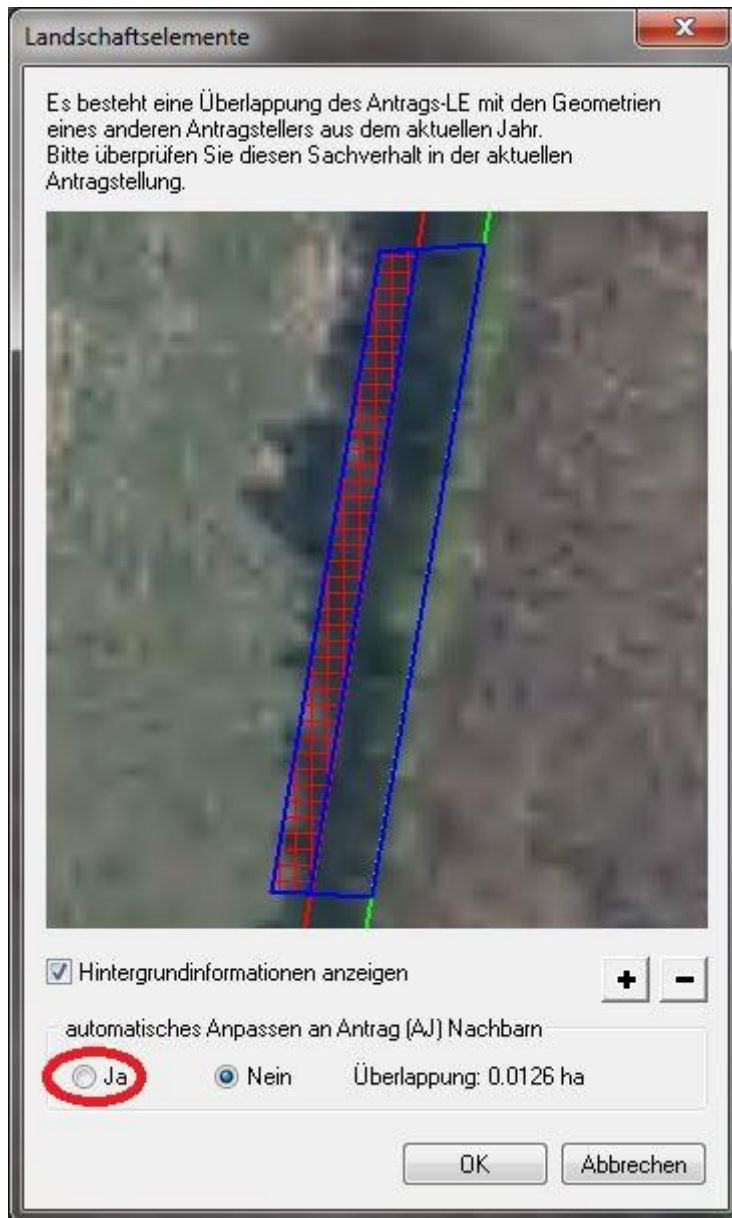 Landschaftselemente
Es besteht eine Überlappung des Antrags-LE mit den Geometrien
eines anderen Antragstellers aus dem aktuellen Jahr.
Bitte überprüfen Sie diesen Sachverhalt in der aktuellen
Antragstellung.
Hintergrundinformationen anzeigen
+ -
automatisches Anpassen an Antrag (AJ) Nachbarn
Ja Nein Überlappung: 0.0126 ha
OK Abbrechen